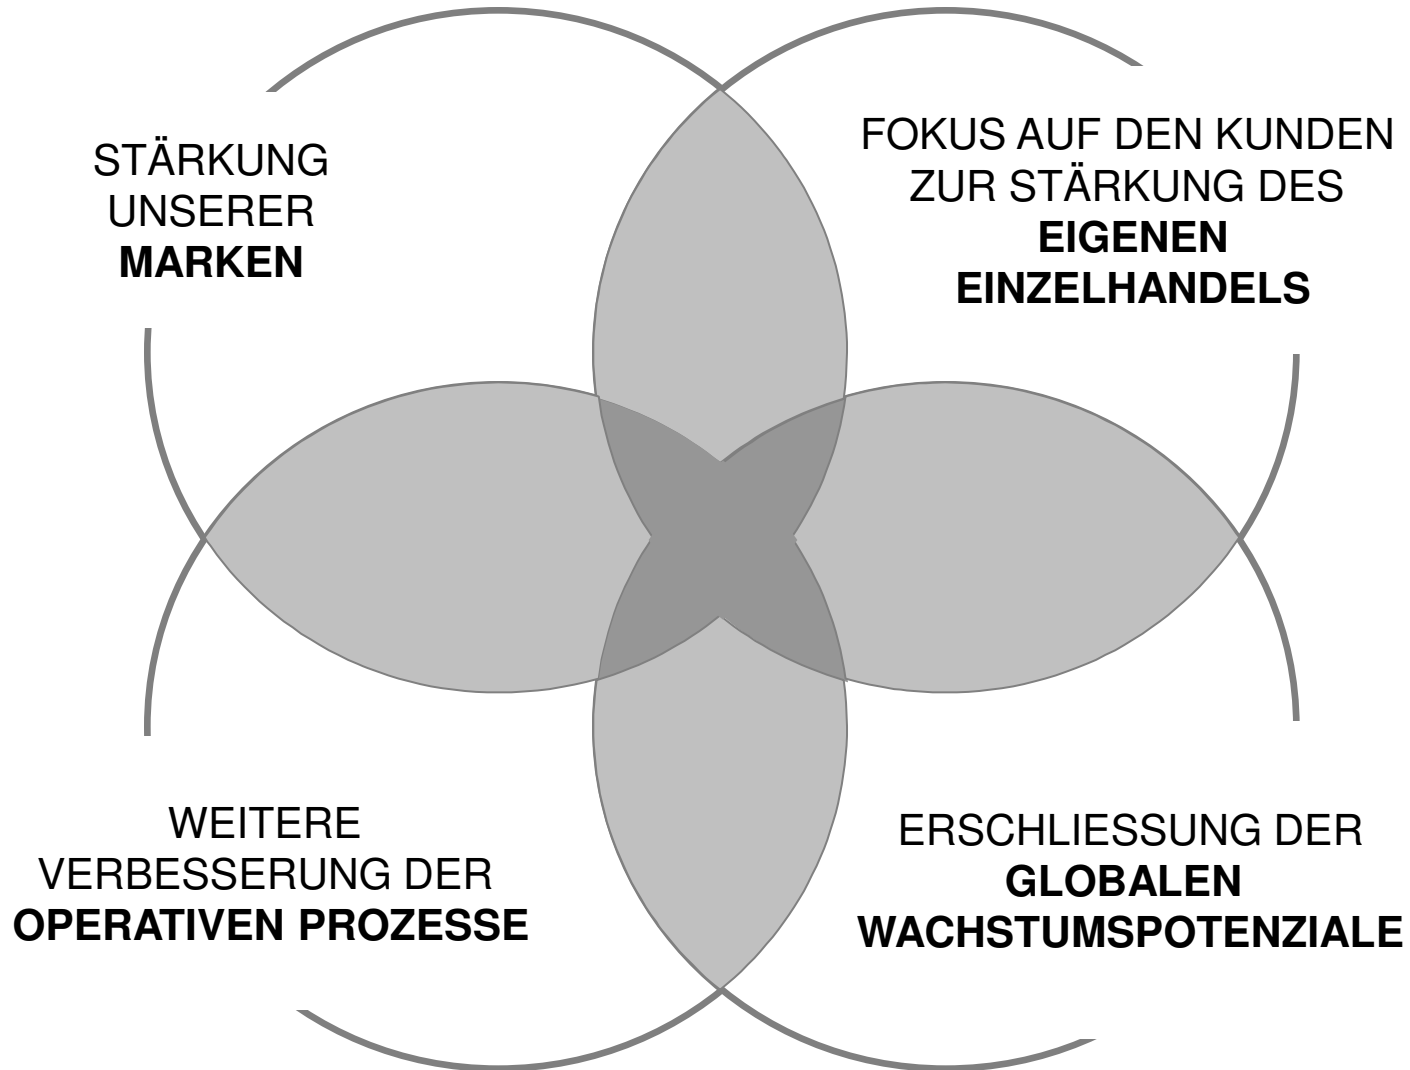 STÄRKUNG
UNSERER
MARKEN
FOKUS AUF DEN KUNDEN
ZUR STÄRKUNG DES
EIGENEN
EINZELHANDELS
WEITERE
VERBESSERUNG DER
OPERATIVEN PROZESSE
ERSCHLIESSUNG DER
GLOBALEN
WACHSTUMSPOTENZIALE